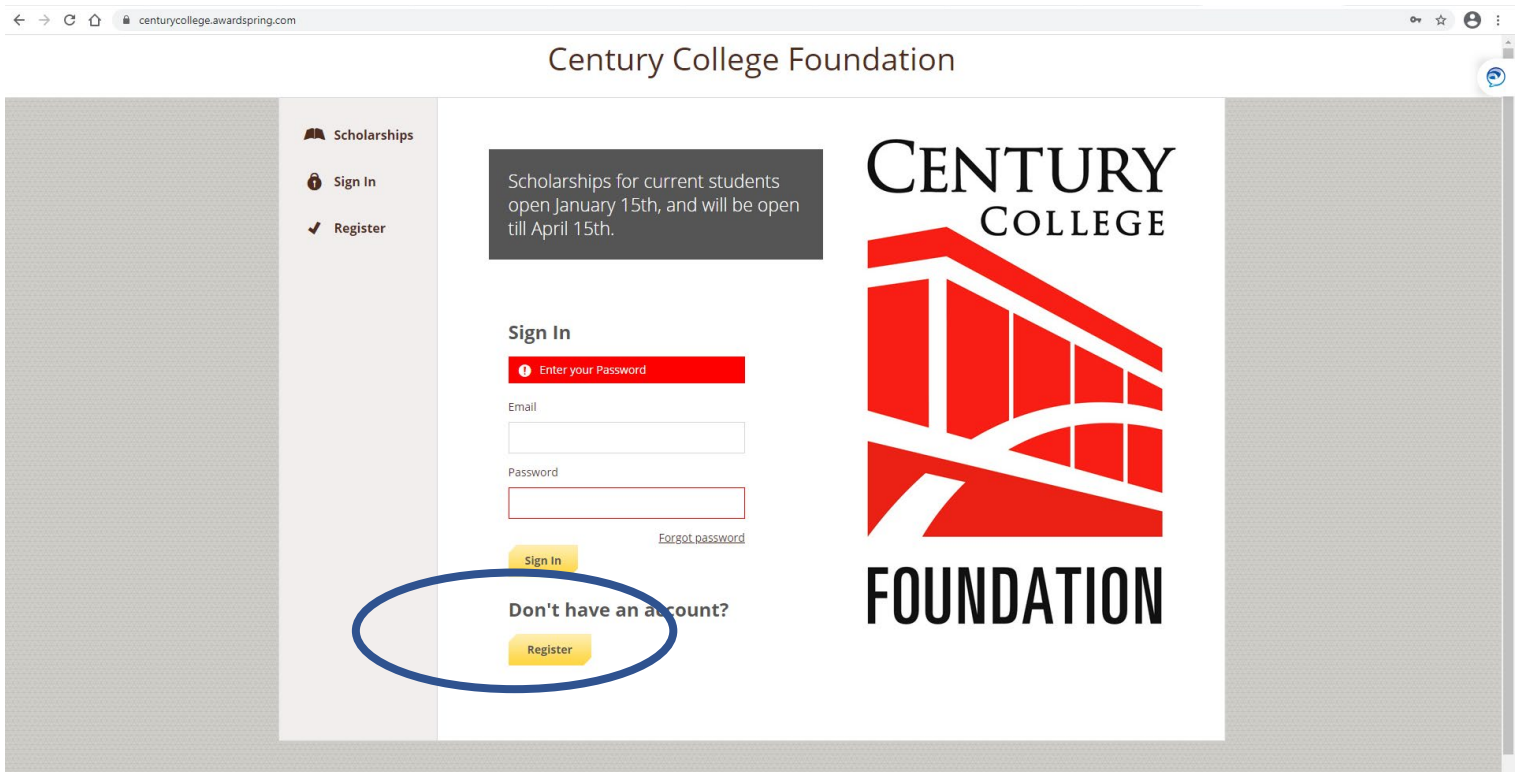 centurycollege.awardspring.com
Century College Foundation
Scholarships
Sign In
Register
Scholarships for current students
open January 15th, and will be open
till April 15th.
Sign In
Enter your Password
Email
Password
Forgot password
Sign In
Don't have an account?
Register
CENTURY
COLLEGE
FOUNDATION